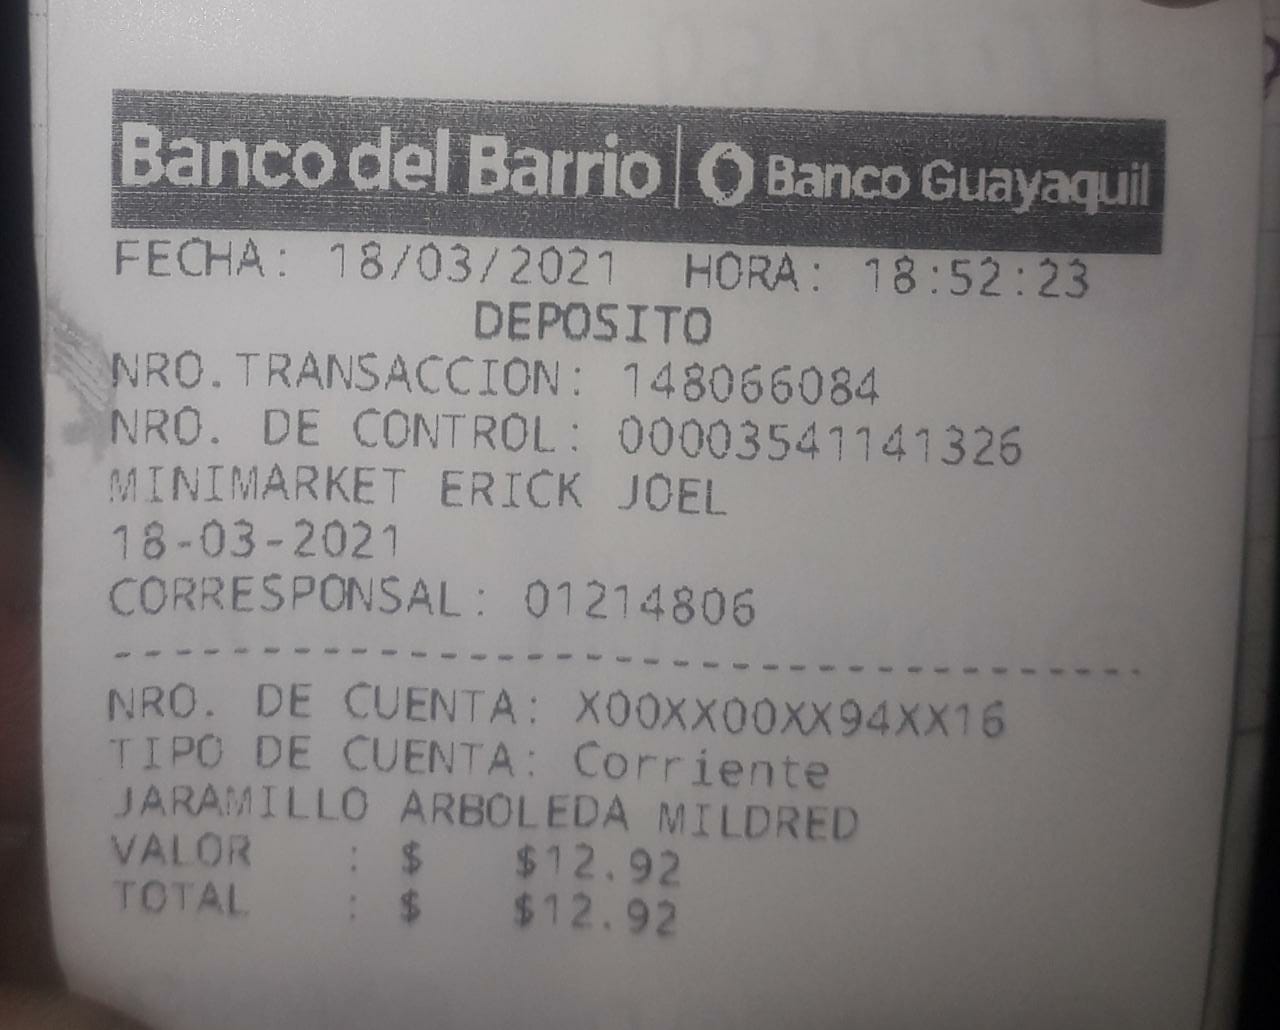 Banco del Barrio | Banco Guayaquil
FECHA: 18/03/2021 HORA: 18:52:23
DEPOSITO
NRO.TRANSACCION: 148066084
NRO. DE CONTROL: 000035411413​26
MINIMARKET ERICK JOEL
18-03-2021
CORRESPONSAL: 01214806
NRO. DE CUENTA: X00XX00XX94XX16
TIPO DE CUENTA: Corriente
JARAMILLO ARBOLEDA MILDRED
VALOR : $ $12.92
TOTAL : $ $12.92